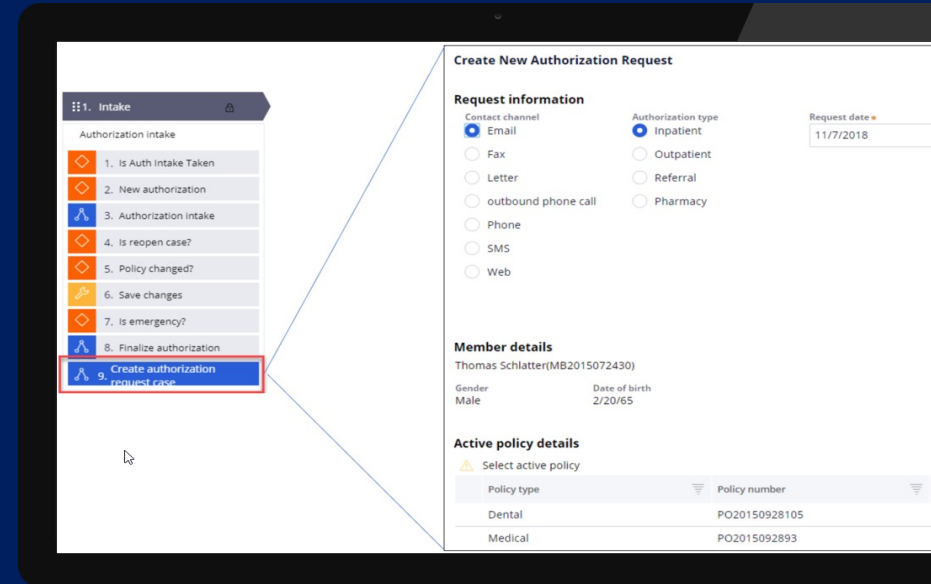 1. Intake
Authorization intake
1. Is Auth Intake Taken
2. New authorization
3. Authorization intake
4. Is reopen case?
5. Policy changed?
6. Save changes
7. Is emergency?
8. Finalize authorization
9. Create authorization
request case
Create New Authorization Request
Request information
Contact channel
Email
Fax
Letter
outbound phone call
Phone
SMS
Web
Authorization type
Inpatient
Outpatient
Referral
Pharmacy
Request date
11/7/2018
Member details
Thomas Schlatter(MB2015072430)
Gender Date of birth
Male 2/20/65
Active policy details
Select active policy
Policy type Policy number
Dental PO20150928105
Medical PO2015092893